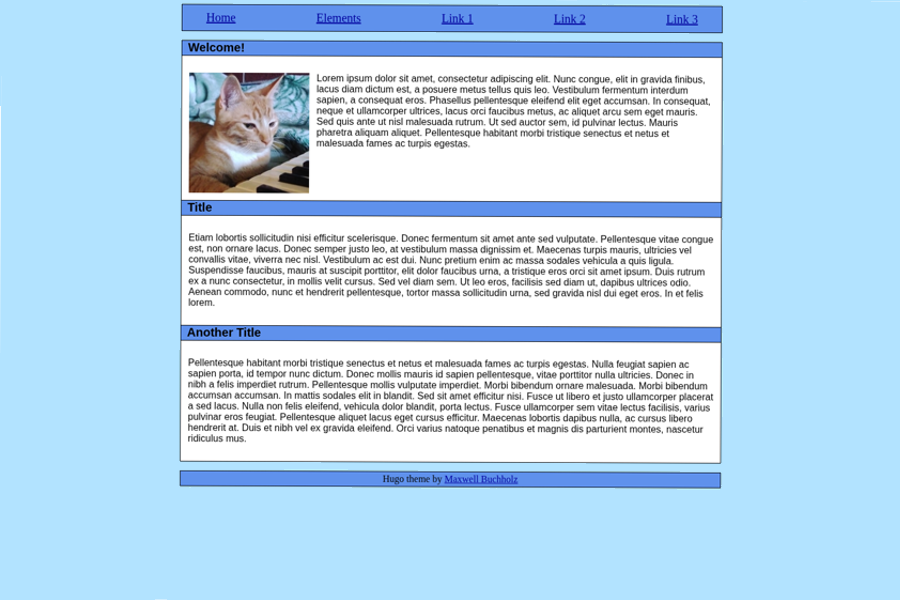 Home Elements Link 1 Link 2 Link 3
Welcome!
Lorem ipsum dolor sit amet, consectetur adipiscing elit. Nunc congue, elit in gravida finibus,
lacus diam dictum est, a posuere metus tellus quis leo. Vestibulum fermentum interdum
sapien, a consequat eros. Phasellus pellentesque eleifend elit eget accumsan. In consequat,
neque et ullamcorper ultrices, lacus orci faucibus metus, ac aliquet arcu sem eget mauris.
Sed quis ante ut nisl malesuada rutrum. Ut sed auctor sem, id pulvinar lectus. Mauris
pharetra aliquam aliquet. Pellentesque habitant morbi tristique senectus et netus et
malesuada fames ac turpis egestas.
Title
Etiam lobortis sollicitudin nisi efficitur scelerisque. Donec fermentum sit amet ante sed vulputate. Pellentesque vitae congue
est, non ornare lacus. Donec semper justo leo, at vestibulum massa dignissim et. Maecenas turpis mauris, ultricies vel
convallis vitae, viverra nec nisl. Vestibulum ac est dui. Nunc pretium enim ac massa sodales vehicula a quis ligula.
Suspendisse faucibus, mauris at suscipit porttitor, elit dolor faucibus urna, a tristique eros orci sit amet ipsum. Duis rutrum
ex a nunc consectetur, in mollis velit cursus. Sed vel diam sem. Ut leo eros, facilisis sed diam ut, dapibus ultrices odio.
Aenean commodo, nunc et hendrerit pellentesque, tortor massa sollicitudin urna, sed gravida nisl dui eget eros. In et felis
lorem.
Another Title
Pellentesque habitant morbi tristique senectus et netus et malesuada fames ac turpis egestas. Nulla feugiat sapien ac
sapien porta, id tempor nunc dictum. Donec mollis mauris id sapien pellentesque, vitae porttitor nulla ultricies. Donec in
nibh a felis imperdiet rutrum. Pellentesque mollis vulputate imperdiet. Morbi bibendum ornare malesuada. Morbi bibendum
accumsan accumsan. In mattis sodales elit in blandit. Sed sit amet efficitur nisi. Fusce ut libero et justo ullamcorper placerat
a sed lacus. Nulla non felis eleifend, vehicula dolor blandit, porta lectus. Fusce ullamcorper sem vitae lectus facilisis, varius
pulvinar eros feugiat. Pellentesque aliquet lacus eget cursus efficitur. Maecenas lobortis dapibus nulla, ac cursus libero
hendrerit at. Duis et nibh vel ex gravida eleifend. Orci varius natoque penatibus et magnis dis parturient montes, nascetur
ridiculus mus.
Hugo theme by Maxwell Buchholz